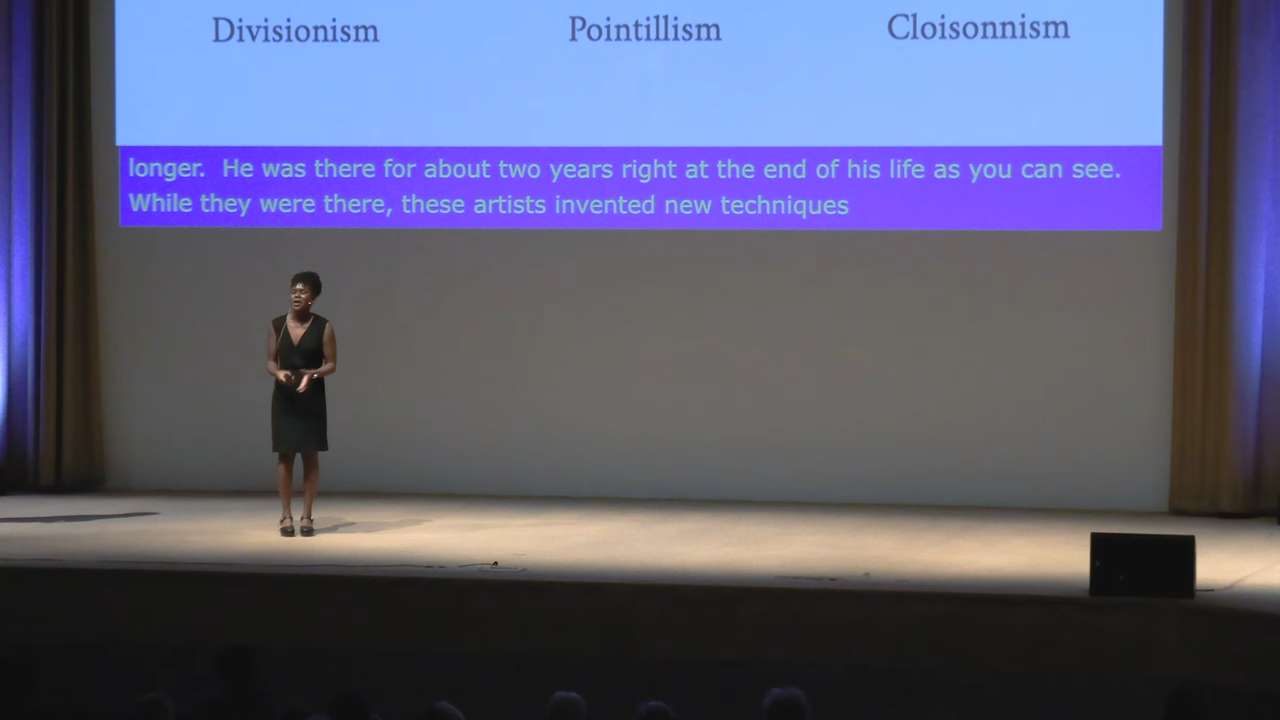 Divisionism Pointillism Cloisonnism
longer.  He was there for about two years right at the end of his life as you can see.
While they were there, these artists invented new techniques